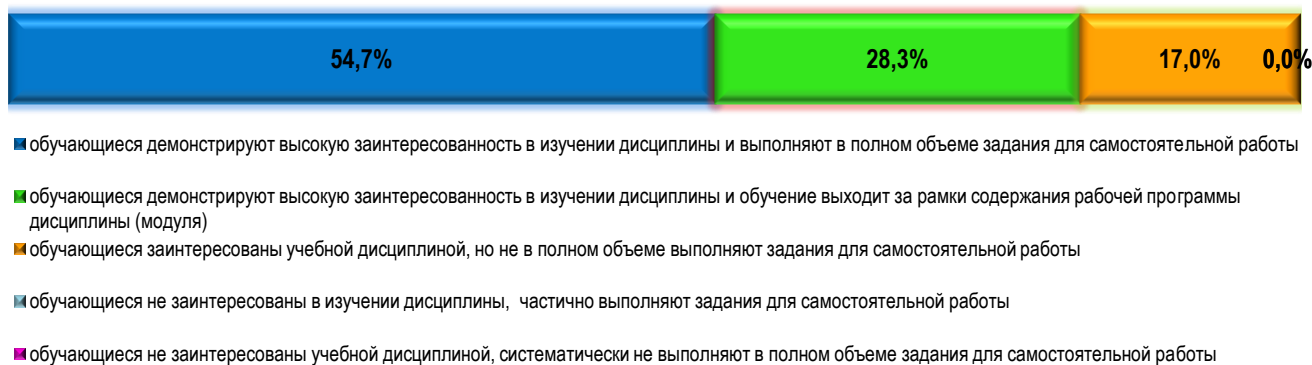 54,7% 28,3% 17,0% 0,0%
обучающиеся демонстрируют высокую заинтересованность в изучении дисциплины и выполняют в полном объеме задания для самостоятельной работы
обучающиеся демонстрируют высокую заинтересованность в изучении дисциплины и обучение выходит за рамки содержания рабочей программы
дисциплины (модуля)
обучающиеся заинтересованы учебной дисциплиной, но не в полном объеме выполняют задания для самостоятельной работы
обучающиеся не заинтересованы в изучении дисциплины, частично выполняют задания для самостоятельной работы
обучающиеся не заинтересованы учебной дисциплиной, систематически не выполняют в полном объеме задания для самостоятельной работы